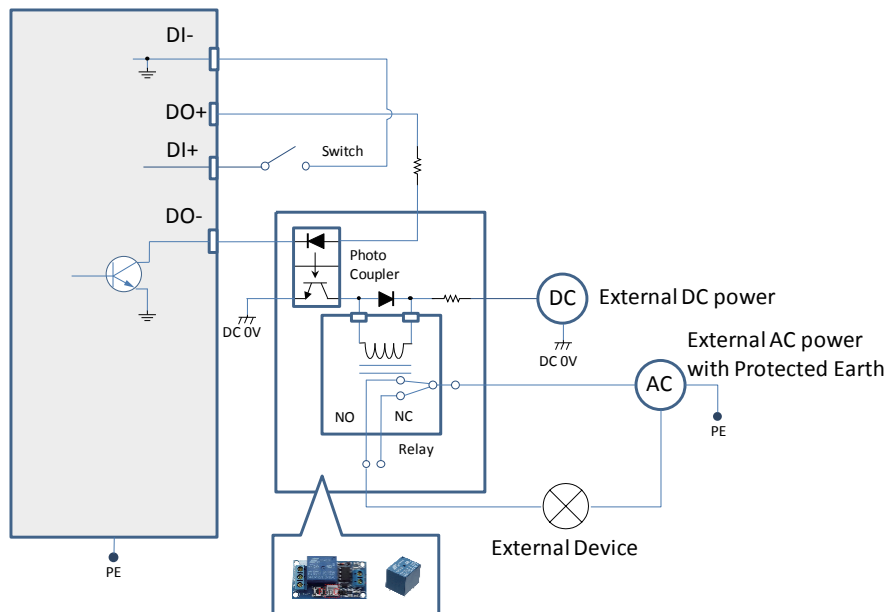 DI-
DO+
DI+
Switch
DO-
Photo
Coupler
DC 0V
DC
External DC power
DC 0V
External AC power
with Protected Earth
AC
PE
NO
NC
Relay
External Device
PE